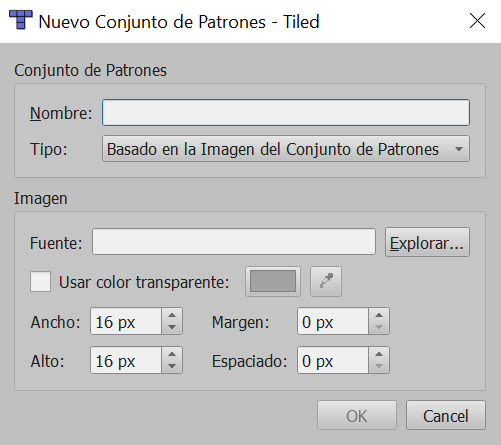 Nuevo Conjunto de Patrones - Tiled
Conjunto de Patrones
Nombre:
Tipo: Basado en la Imagen del Conjunto de Patrones
Imagen
Fuente: Explorar...
Usar color transparente:
Ancho: 16 px Margen: 0 px
Alto: 16 px Espaciado: 0 px
OK Cancel